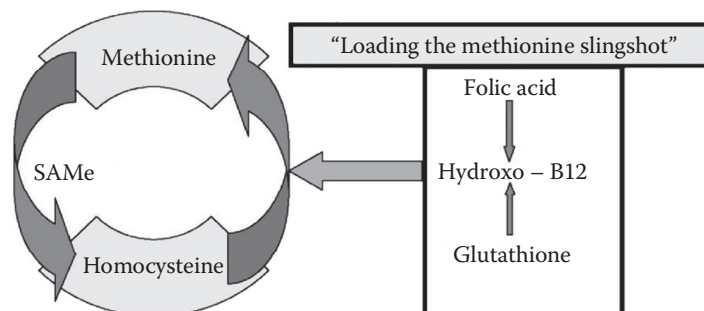 Methionine
“Loading the methionine slingshot”
Folic acid
SAMe
Hydroxo – B12
Homocysteine
Glutathione